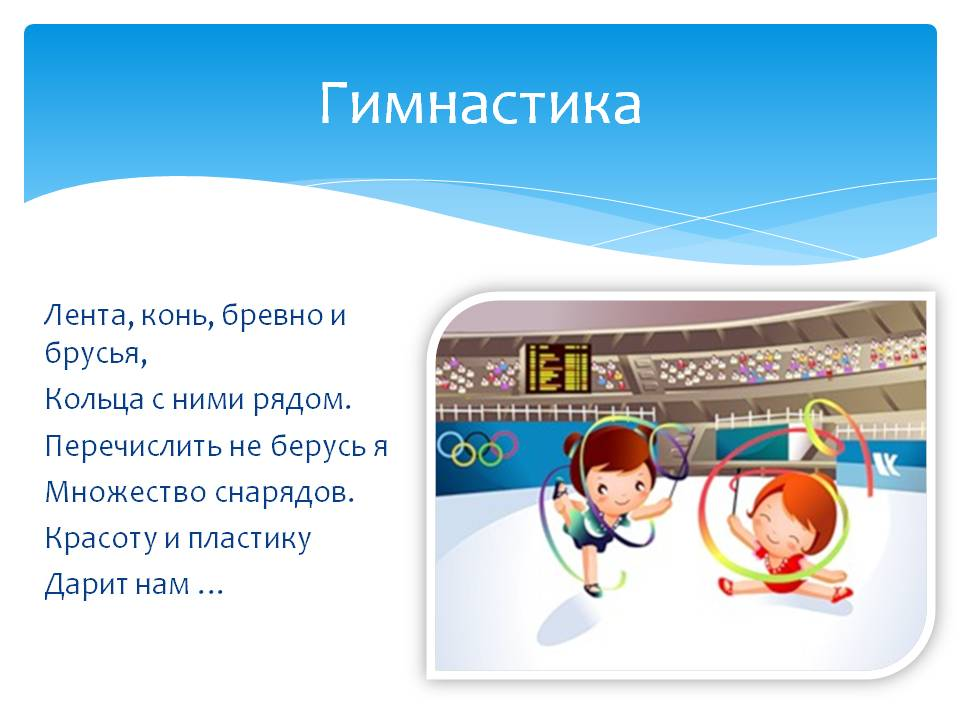 Гимнастика
Лента, конь, бревно и
брусья,
Кольца с ними рядом.
Перечислить не берусь я
Множество снарядов.
Красоту и пластику
Дарит нам …